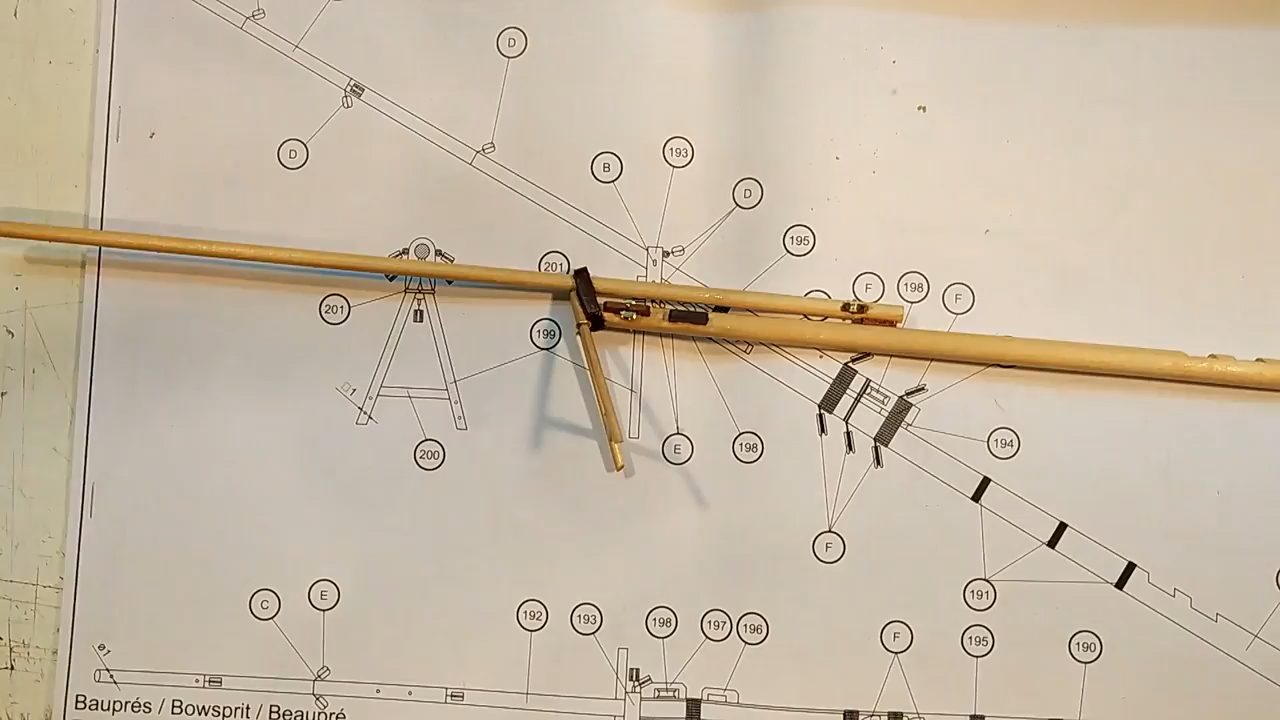 D
D
B
193
D
195
201
F
198
F
201
199
E
198
194
200
F
191
C
E
192
193
198
197
196
F
195
190
Bauprés / Bowsprit / Beaupré